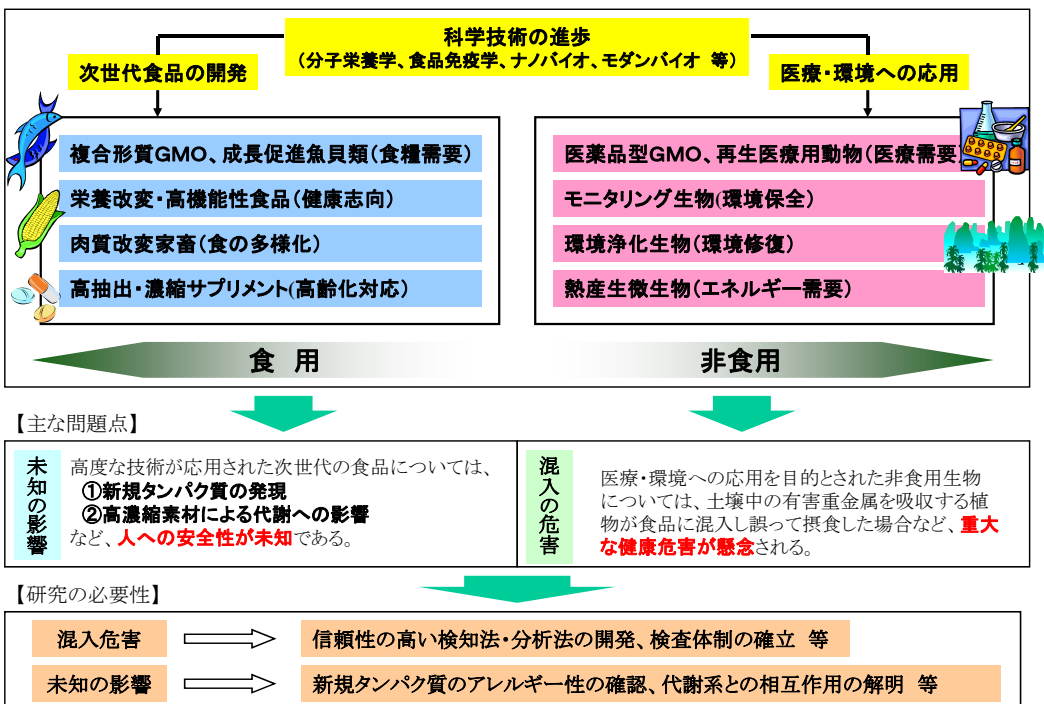 科学技術の進歩
(分子栄養学、食品免疫学、ナノバイオ、モダンバイオ 等)
次世代食品の開発
医療・環境への応用
複合形質GMO、成長促進魚貝類(食糧需要)
栄養改変・高機能性食品(健康志向)
肉質改変家畜(食の多様化)
高抽出・濃縮サプリメント(高齢化対応)
医薬品型GMO、再生医療用動物(医療需要
モニタリング生物(環境保全)
環境浄化生物(環境修復)
熱産生微生物(エネルギー需要)
食 用
非食用
【主な問題点】
未知の影響
高度な技術が応用された次世代の食品については、
①新規タンパク質の発現
②高濃縮素材による代謝への影響
など、人への安全性が未知である。
混入の危害
医療・環境への応用を目的とされた非食用生物
については、土壌中の有害重金属を吸収する植
物が食品に混入し誤って摂食した場合など、重大
な健康危害が懸念される。
【研究の必要性】
混入危害
信頼性の高い検知法・分析法の開発、検査体制の確立 等
未知の影響
新規タンパク質のアレルギー性の確認、代謝系との相互作用の解明 等